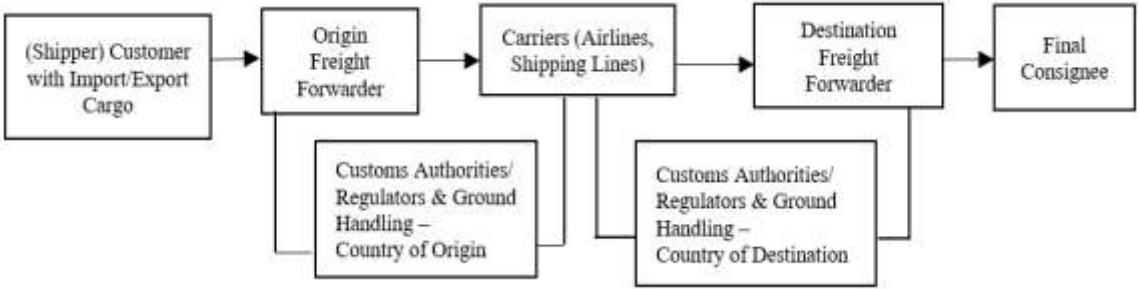 (Shipper) Customer
with Import/Export
Cargo
Origin
Freight
Forwarder
Carriers (Airlines,
Shipping Lines)
Destination
Freight
Forwarder
Final
Consignee
Customs Authorities/
Regulators & Ground
Handling –
Country of Origin
Customs Authorities/
Regulators & Ground
Handling –
Country of Destination